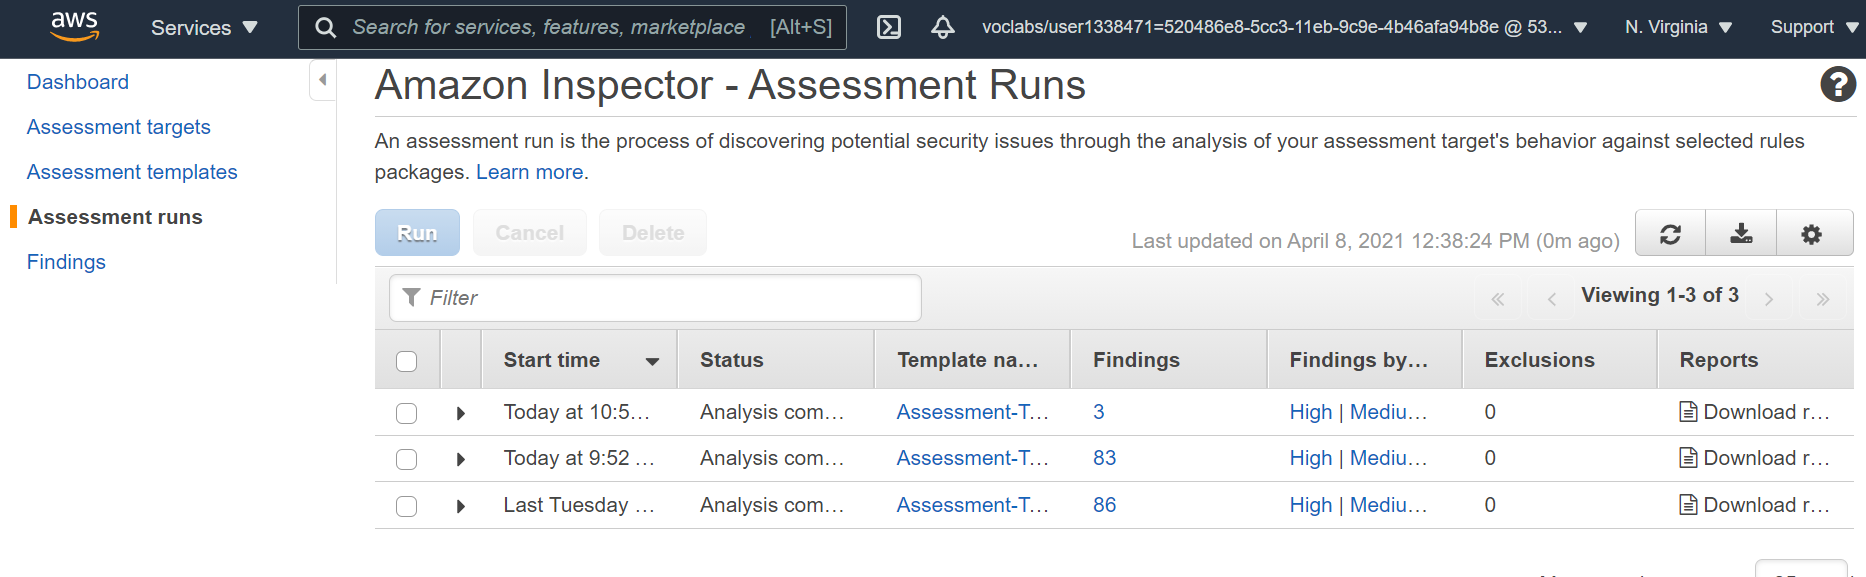 aws Services Search for services, features, marketplace [Alt+S] voclabs/user1338471=520486e8-5cc3-11eb-9c9e-4b46afa94b8e @ 53... N. Virginia Support
Dashboard
Assessment targets
Assessment templates
Assessment runs
Findings
Amazon Inspector - Assessment Runs
An assessment run is the process of discovering potential security issues through the analysis of your assessment target's behavior against selected rules
packages. Learn more.
Run Cancel Delete
Last updated on April 8, 2021 12:38:24 PM (0m ago)
Filter
Viewing 1-3 of 3
Start time Status Template na... Findings Findings by... Exclusions Reports
Today at 10:5... Analysis com... Assessment-T... 3 High | Mediu... 0 Download r...
Today at 9:52 ... Analysis com... Assessment-T... 83 High | Mediu... 0 Download r...
Last Tuesday ... Analysis com... Assessment-T... 86 High | Mediu... 0 Download r...